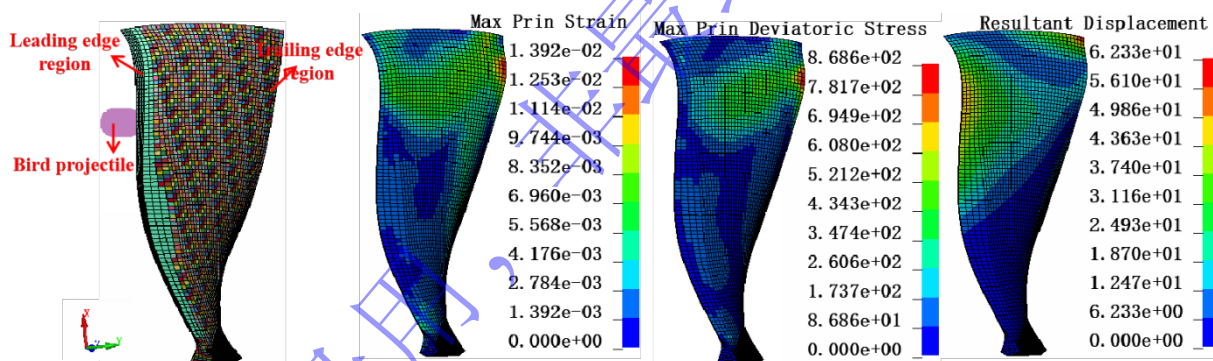 Leading edge
region
Trailing edge
region
Bird projectile
x
z
y
Max Prin Strain
1.392e-02
1.253e-02
1.114e-02
9.744e-03
8.352e-03
6.960e-03
5.568e-03
4.176e-03
2.784e-03
1.392e-03
0.000e+00
Max Prin Deviatoric Stress
8.686e+02
7.817e+02
6.949e+02
6.080e+02
5.212e+02
4.343e+02
3.474e+02
2.606e+02
1.737e+02
8.686e+01
0.000e+00
Resultant Displacement
6.233e+01
5.610e+01
4.986e+01
4.363e+01
3.740e+01
3.116e+01
2.493e+01
1.870e+01
1.247e+01
6.233e+00
0.000e+00